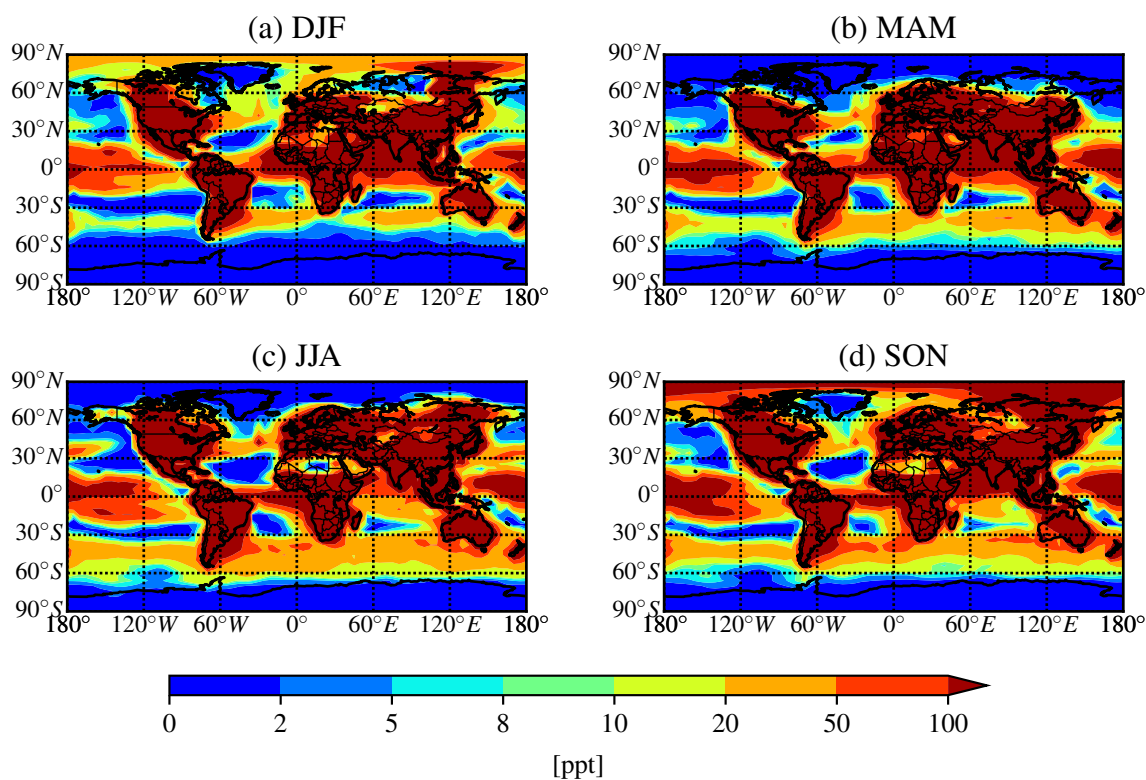 (a) DJF (b) MAM
90°N 90°N
60°N 60°N
30°N 30°N
0° 0°
30°S 30°S
60°S 60°S
90°S 90°S
180° 120°W 60°W 0° 60°E 120°E 180° 180° 120°W 60°W 0° 60°E 120°E 180°
(c) JJA (d) SON
90°N 90°N
60°N 60°N
30°N 30°N
0° 0°
30°S 30°S
60°S 60°S
90°S 90°S
180° 120°W 60°W 0° 60°E 120°E 180° 180° 120°W 60°W 0° 60°E 120°E 180°
0 2 5 8 10 20 50 100
[ppt]